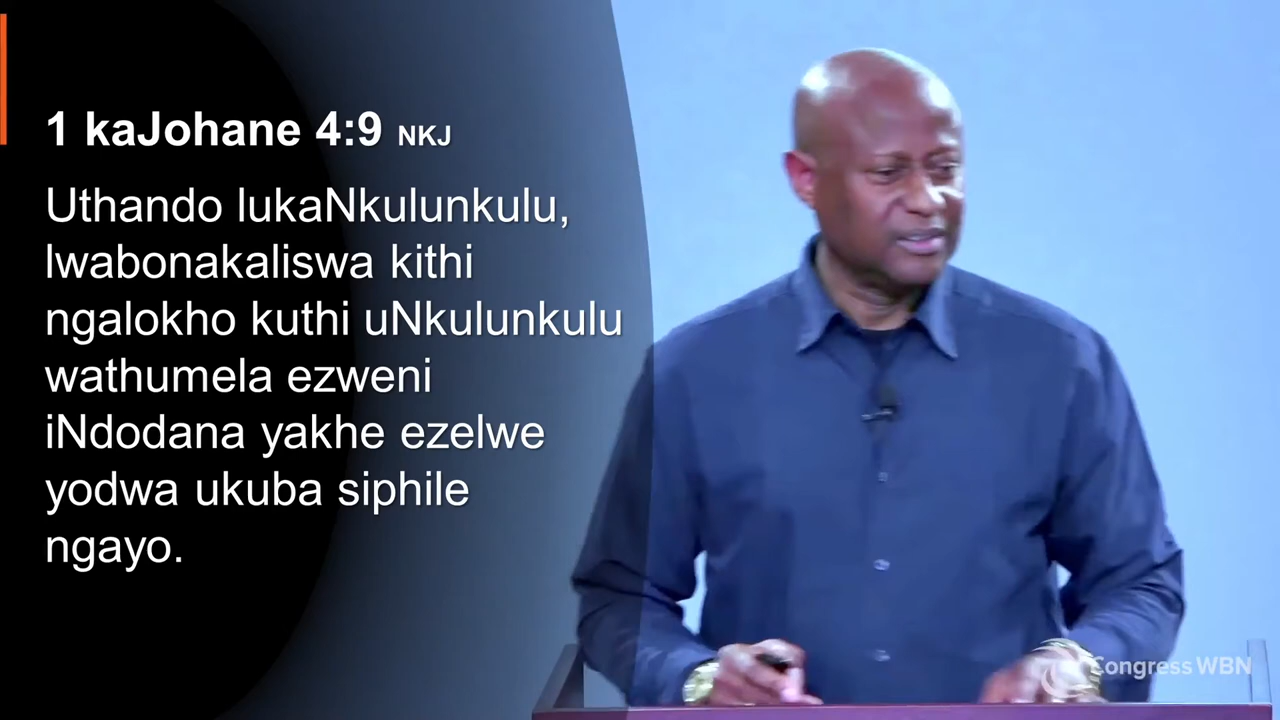 1 kaJohane 4:9 NKJ
Uthando lukaNkulunkulu,
lwabonakaliswa kithi
ngalokho kuthi uNkulunkulu
wathumela ezweni
iNdodana yakhe ezelwe
yodwa ukuba siphile
ngayo.
Congress WBN